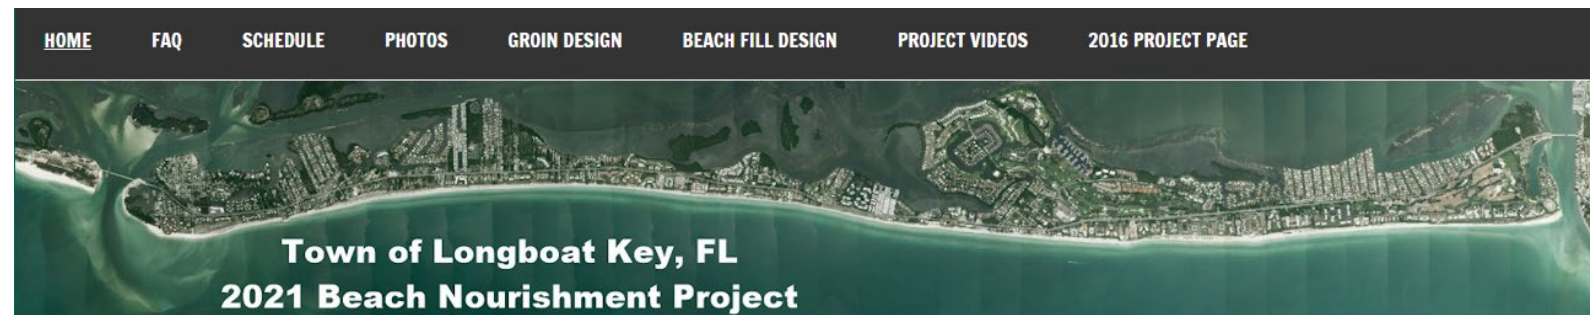 HOME FAQ SCHEDULE PHOTOS GROIN DESIGN BEACH FILL DESIGN PROJECT VIDEOS 2016 PROJECT PAGE
Town of Longboat Key, FL
2021 Beach Nourishment Project